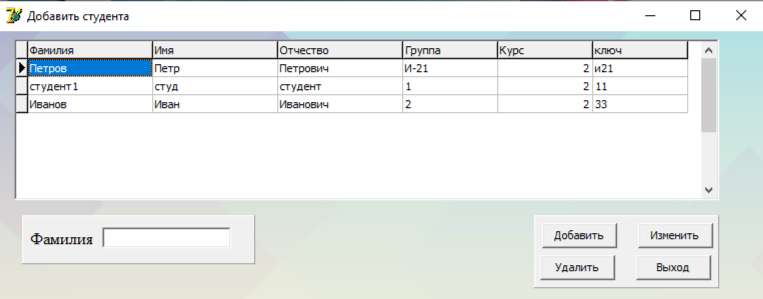 Добавить студента
Фамилия Имя Отчество Группа Курс ключ
Петров Петр Петрович И-21 2 и21
студент1 студ студент 1 2 11
Иванов Иван Иванович 2 2 33
Фамилия
Добавить Изменить
Удалить Выход